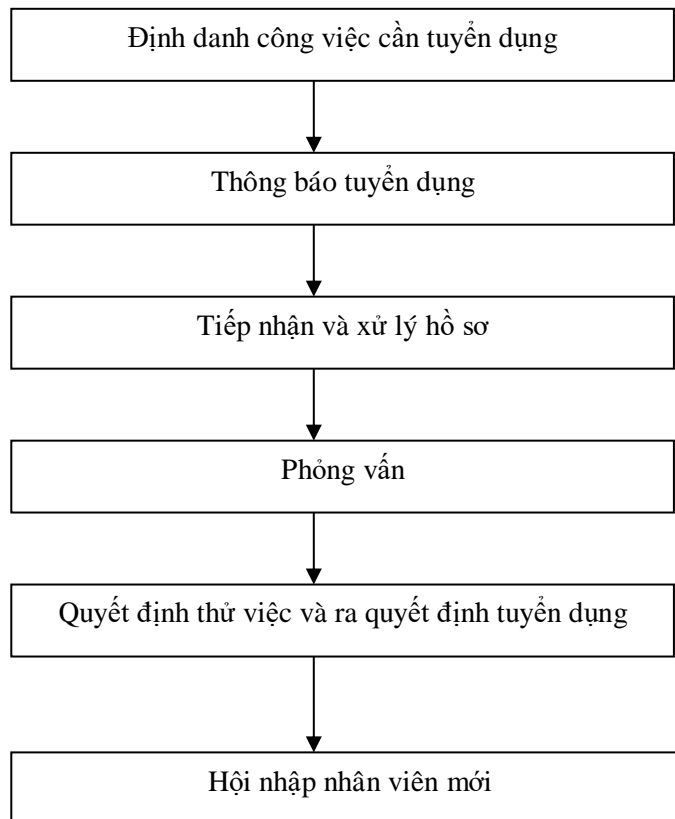 Định danh công việc cần tuyển dụng
Thông báo tuyển dụng
Tiếp nhận và xử lý hồ sơ
Phỏng vấn
Quyết định thử việc và ra quyết định tuyển dụng
Hội nhập nhân viên mới